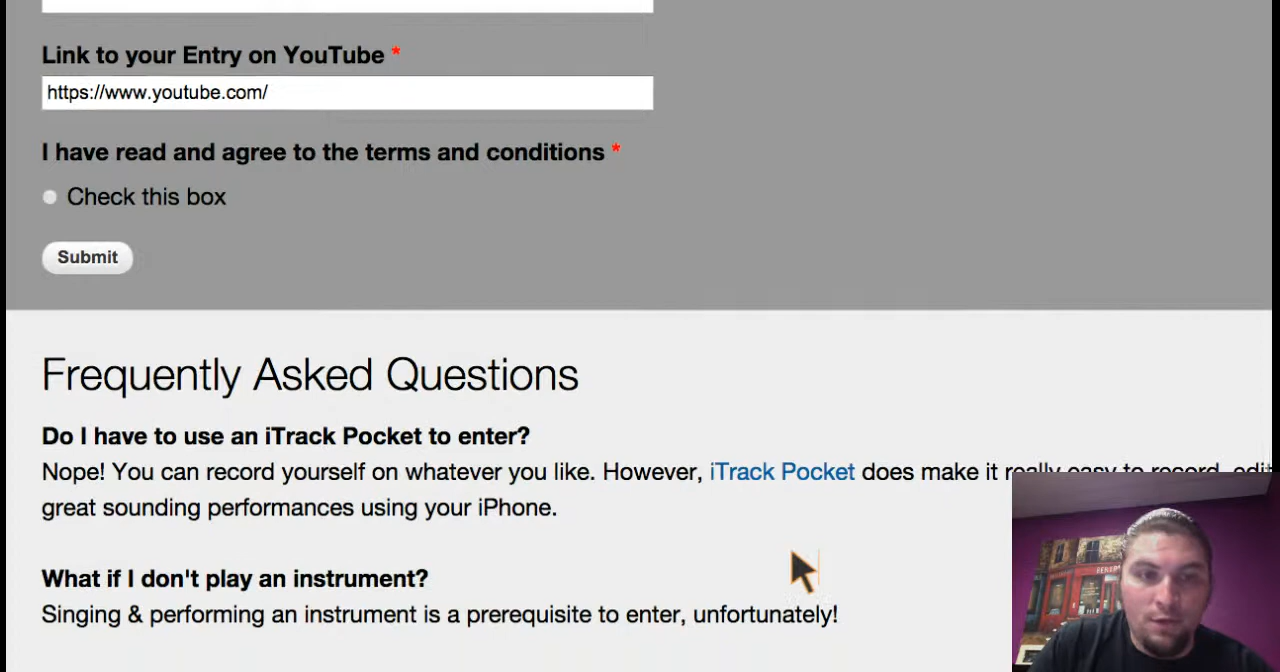 Link to your Entry on YouTube *
https://www.youtube.com/
I have read and agree to the terms and conditions *
Check this box
Submit
Frequently Asked Questions
Do I have to use an iTrack Pocket to enter?
Nope! You can record yourself on whatever you like. However, iTrack Pocket does make it really easy to record, edit
great sounding performances using your iPhone.
What if I don't play an instrument?
Singing & performing an instrument is a prerequisite to enter, unfortunately!